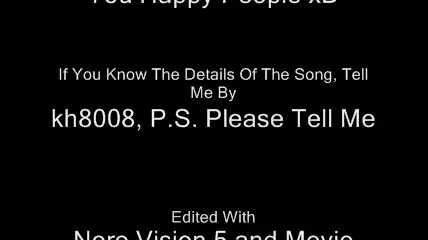 You Happy People xD
If You Know The Details Of The Song, Tell
Me By
kh8008, P.S. Please Tell Me
Edited With
Nero Vision 5 and Movie